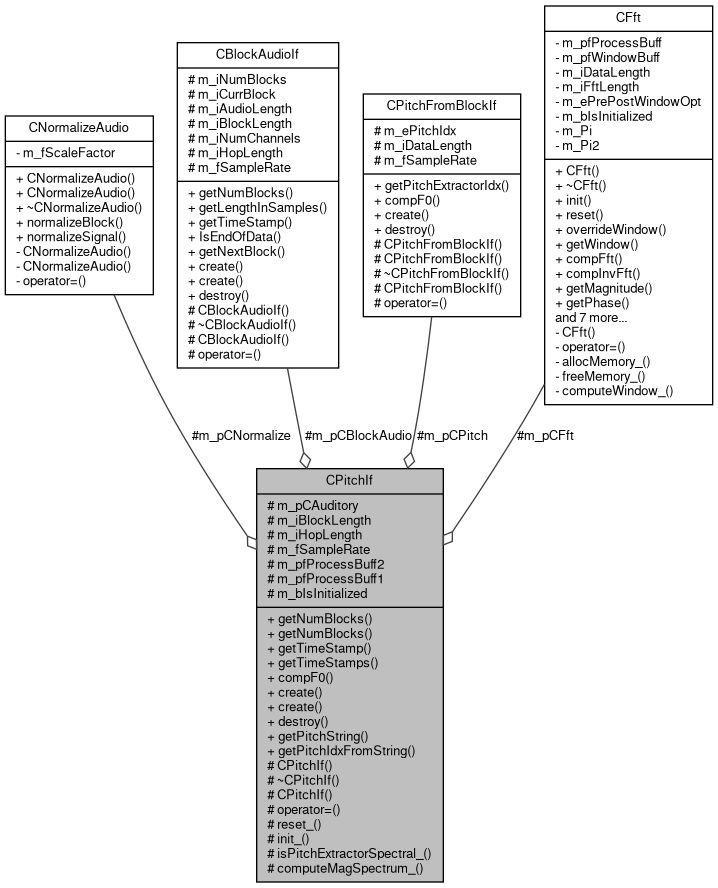 CNormalizeAudio
- m_fScaleFactor
+ CNormalizeAudio()
+ CNormalizeAudio()
+ ~CNormalizeAudio()
+ normalizeBlock()
+ normalizeSignal()
- CNormalizeAudio()
- CNormalizeAudio()
- operator=()
CBlockAudioIf
# m_iNumBlocks
# m_iCurrBlock
# m_iAudioLength
# m_iBlockLength
# m_iNumChannels
# m_iHopLength
# m_fSampleRate
+ getNumBlocks()
+ getLengthInSamples()
+ getTimeStamp()
+ IsEndOfData()
+ getNextBlock()
+ create()
+ create()
+ destroy()
# CBlockAudioIf()
# ~CBlockAudioIf()
# CBlockAudioIf()
# operator=()
CPitchFromBlockIf
# m_ePitchIdx
# m_iDataLength
# m_fSampleRate
+ getPitchExtractorIdx()
+ compF0()
+ create()
+ destroy()
# CPitchFromBlockIf()
# CPitchFromBlockIf()
# ~CPitchFromBlockIf()
# CPitchFromBlockIf()
# operator=()
CFft
- m_pfProcessBuff
- m_pfWindowBuff
- m_iDataLength
- m_iFftLength
- m_ePrePostWindowOpt
- m_bIsInitialized
- m_Pi
- m_Pi2
+ CFft()
+ ~CFft()
+ init()
+ reset()
+ overrideWindow()
+ getWindow()
+ compFft()
+ compInvFft()
+ getMagnitude()
+ getPhase()
and 7 more...
- CFft()
- operator=()
- allocMemory_()
- freeMemory_()
- computeWindow_()
#m_pCNormalize
#m_pCBlockAudio
#m_pCPitch
#m_pCFft
CPitchIf
# m_pCAuditory
# m_iBlockLength
# m_iHopLength
# m_fSampleRate
# m_pfProcessBuff2
# m_pfProcessBuff1
# m_bIsInitialized
+ getNumBlocks()
+ getNumBlocks()
+ getTimeStamp()
+ getTimeStamps()
+ compF0()
+ create()
+ create()
+ destroy()
+ getPitchString()
+ getPitchIdxFromString()
# CPitchIf()
# ~CPitchIf()
# CPitchIf()
# operator=()
# reset_()
# init_()
# isPitchExtractorSpectral_()
# computeMagSpectrum_()